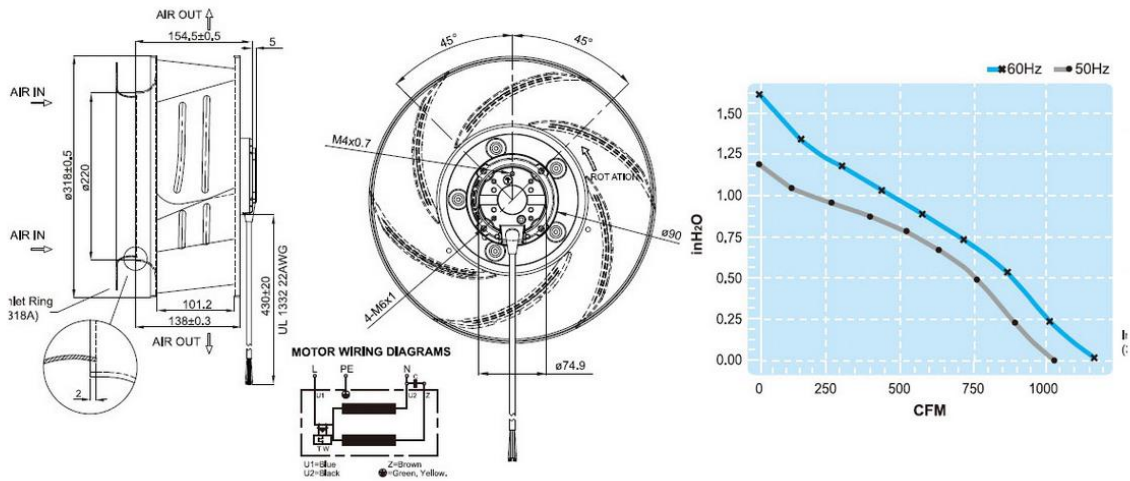 AIR OUT
154.5±0.5
5
AIR IN
ø318±0.5
ø220
AIR IN
nlet Ring
318A)
101.2
138±0.3
AIR OUT
2
430±20
UL 1332 22AWG
45°
45°
M4x0.7
ROTATION
ø90
4-M6x1
ø74.9
MOTOR WIRING DIAGRAMS
L
PE
N
U1
C
U2
Z
T W
U1=Blue
Z=Brown
U2=Black
=Green, Yellow.
60Hz
50Hz
inH2O
1.50
1.25
1.00
0.75
0.50
0.25
0.00
0
250
500
750
1000
CFM